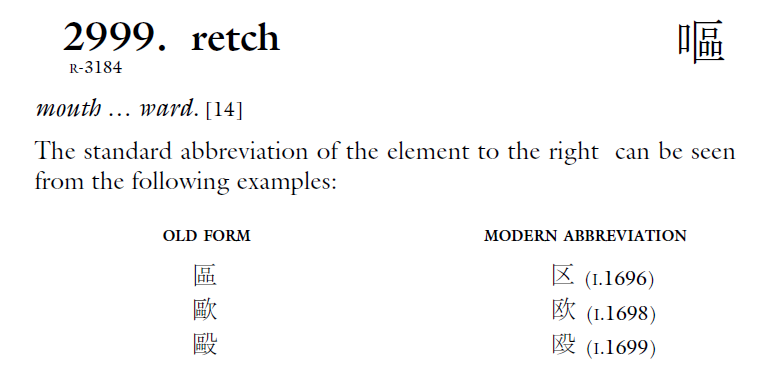 2999. retch 嘔
R-3184
mouth ... ward. [14]
The standard abbreviation of the element to the right can be seen
from the following examples:
OLD FORM MODERN ABBREVIATION
區 区 (I.1696)
歐 欧 (I.1698)
毆 殴 (I.1699)